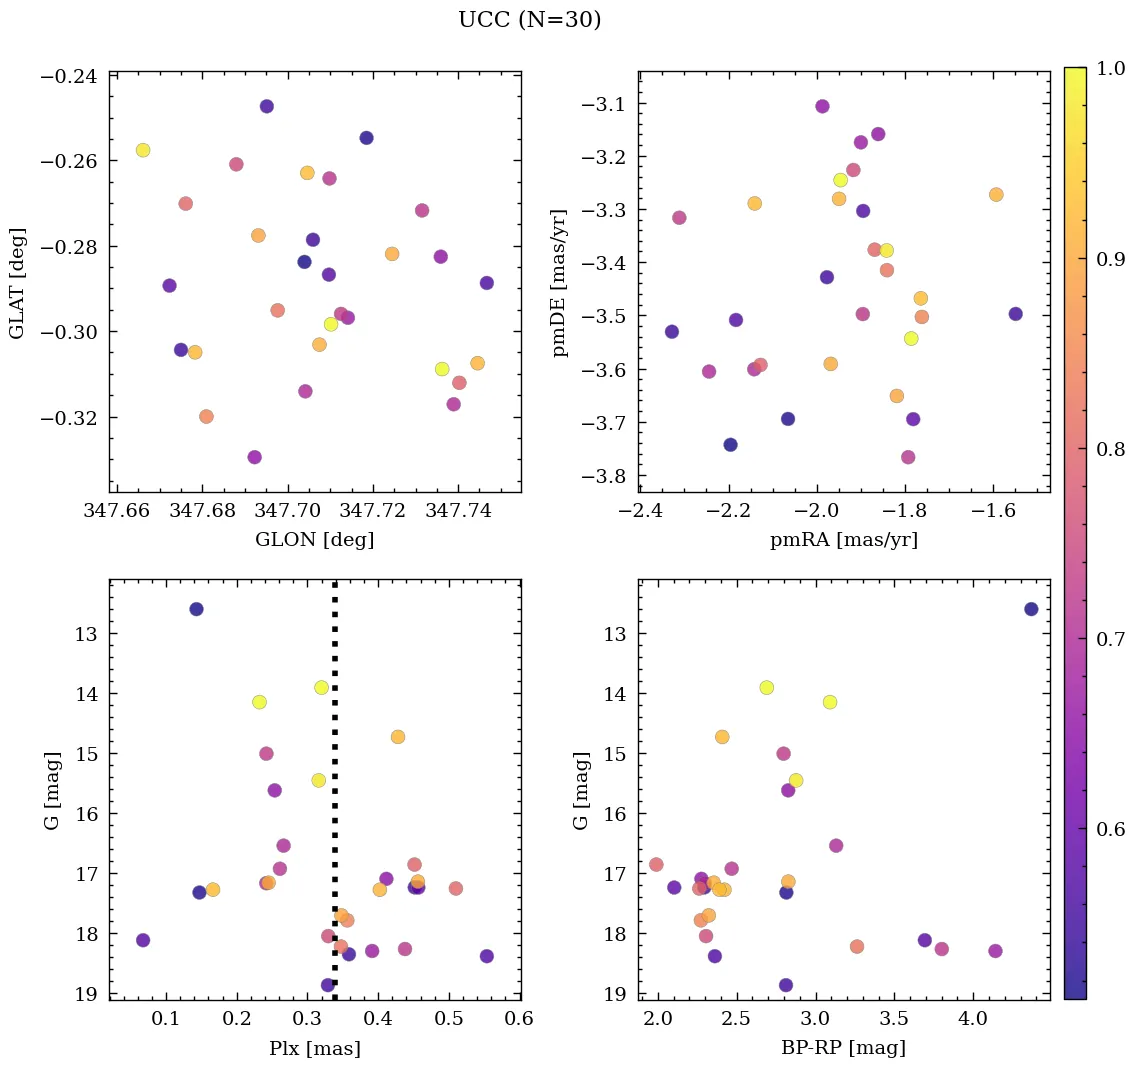 UCC (N=30)
−0.24
−0.26
−0.28
−0.30
−0.32
GLAT [deg]
347.66 347.68 347.70 347.72 347.74
GLON [deg]
−3.1
−3.2
−3.3
−3.4
−3.5
−3.6
−3.7
−3.8
pmDE [mas/yr]
−2.4 −2.2 −2.0 −1.8 −1.6
pmRA [mas/yr]
13
14
15
16
17
18
19
G [mag]
0.1 0.2 0.3 0.4 0.5 0.6
Plx [mas]
13
14
15
16
17
18
19
G [mag]
2.0 2.5 3.0 3.5 4.0
BP-RP [mag]
1.0
0.9
0.8
0.7
0.6